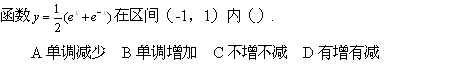 函数 y = 1/2(eˣ+e⁻ˣ) 在区间（-1，1）内（）.
A 单调减少 B 单调增加 C 不增不减 D 有增有减